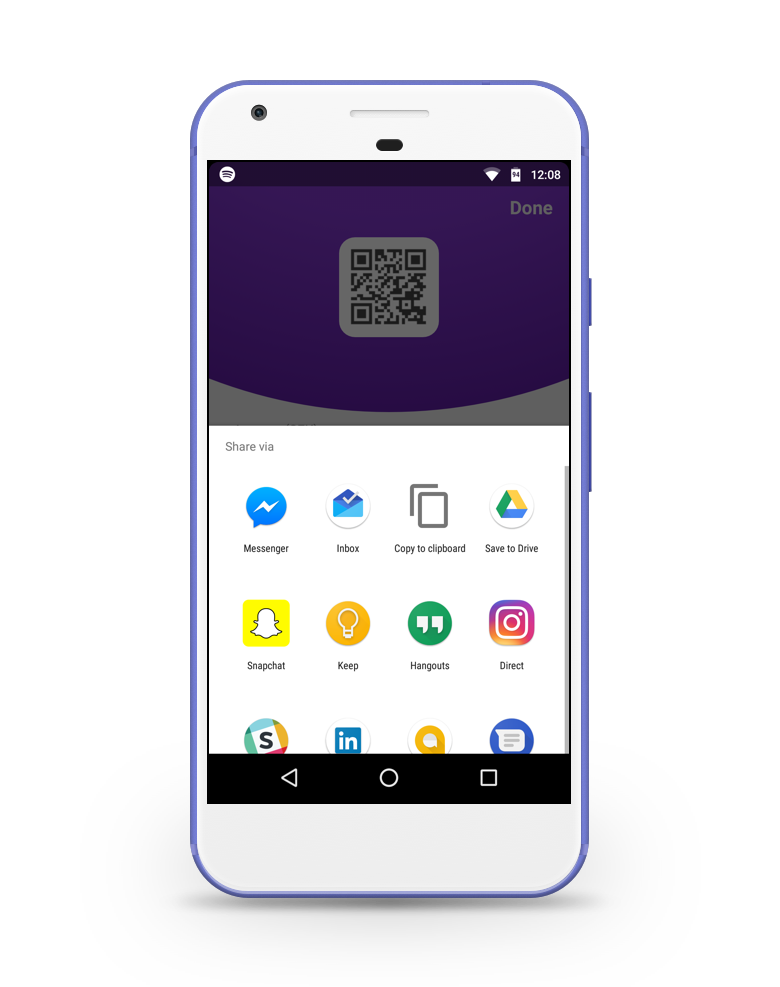 94 12:08
Done
Share via
Messenger Inbox Copy to clipboard Save to Drive
Snapchat Keep Hangouts Direct
S in